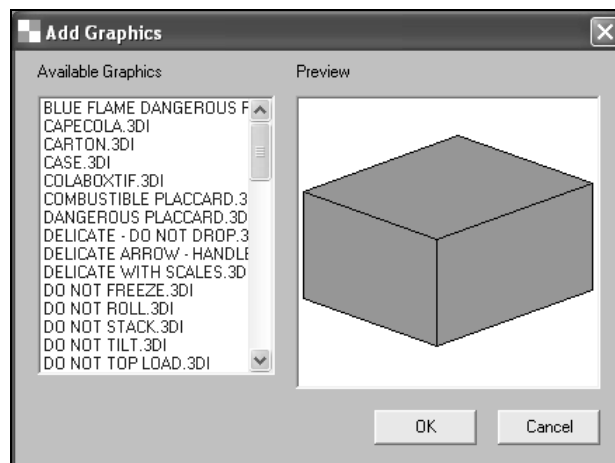 Add Graphics
Available Graphics
Preview
BLUE FLAME DANGEROUS
CAPECOLA.3DI
CARTON.3DI
CASE.3DI
COLABOXTIF.3DI
COMBUSTIBLE PLACCARD.3
DANGEROUS PLACCARD.3D
DELICATE - DO NOT DROP.3
DELICATE ARROW - HANDLE
DELICATE WITH SCALES.3D
DO NOT FREEZE.3DI
DO NOT ROLL.3DI
DO NOT STACK.3DI
DO NOT TILT.3DI
DO NOT TOP LOAD.3DI
OK
Cancel